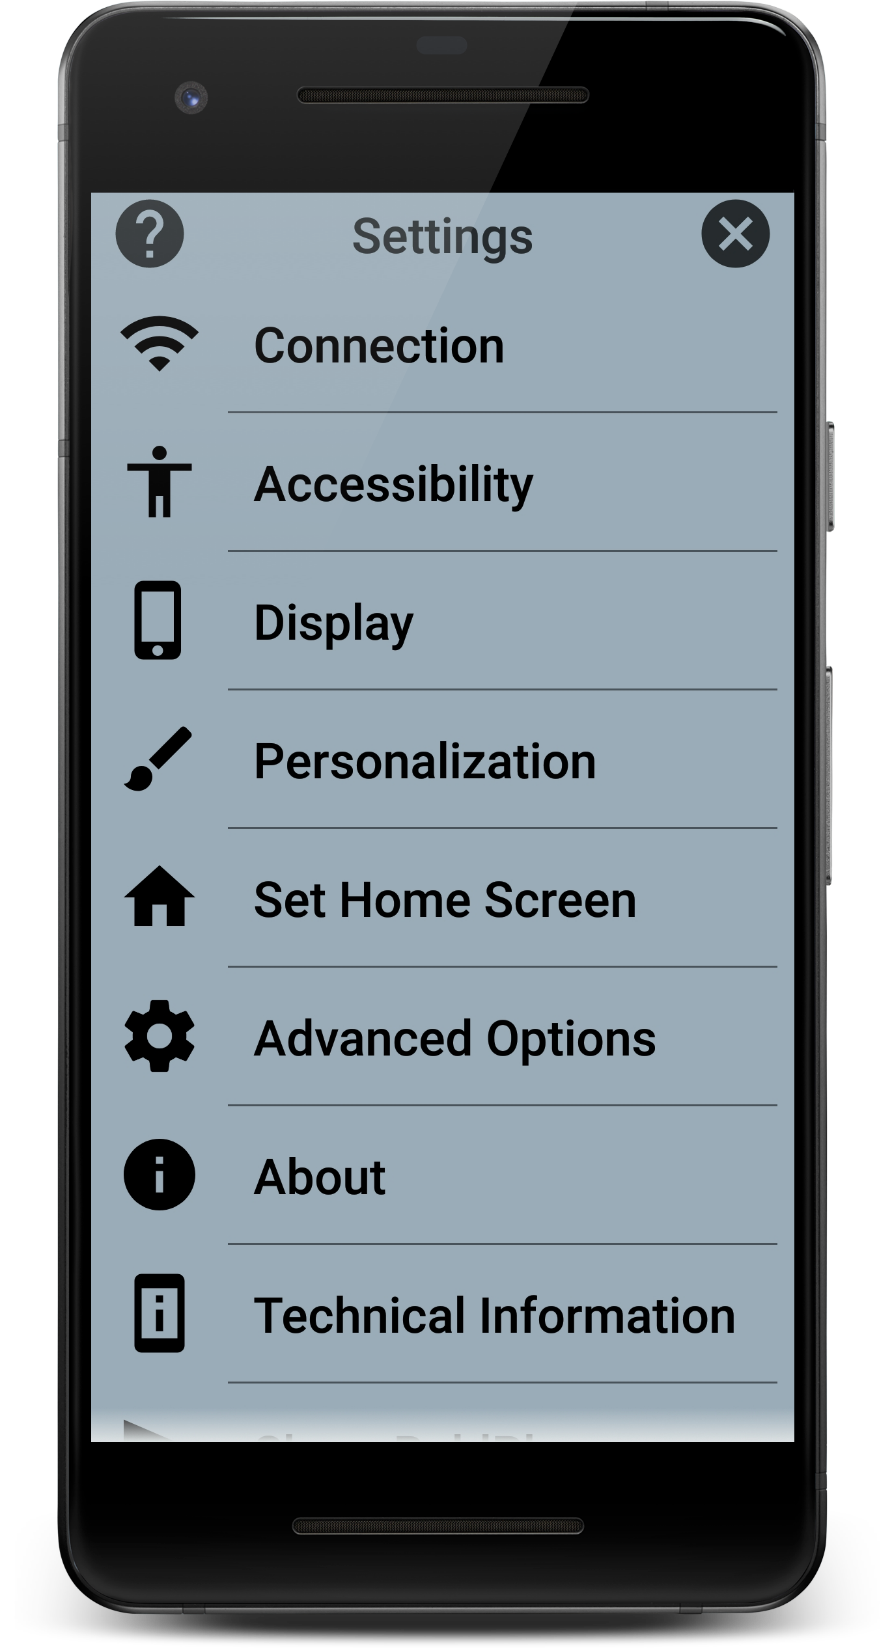 Settings
Connection
Accessibility
Display
Personalization
Set Home Screen
Advanced Options
About
Technical Information